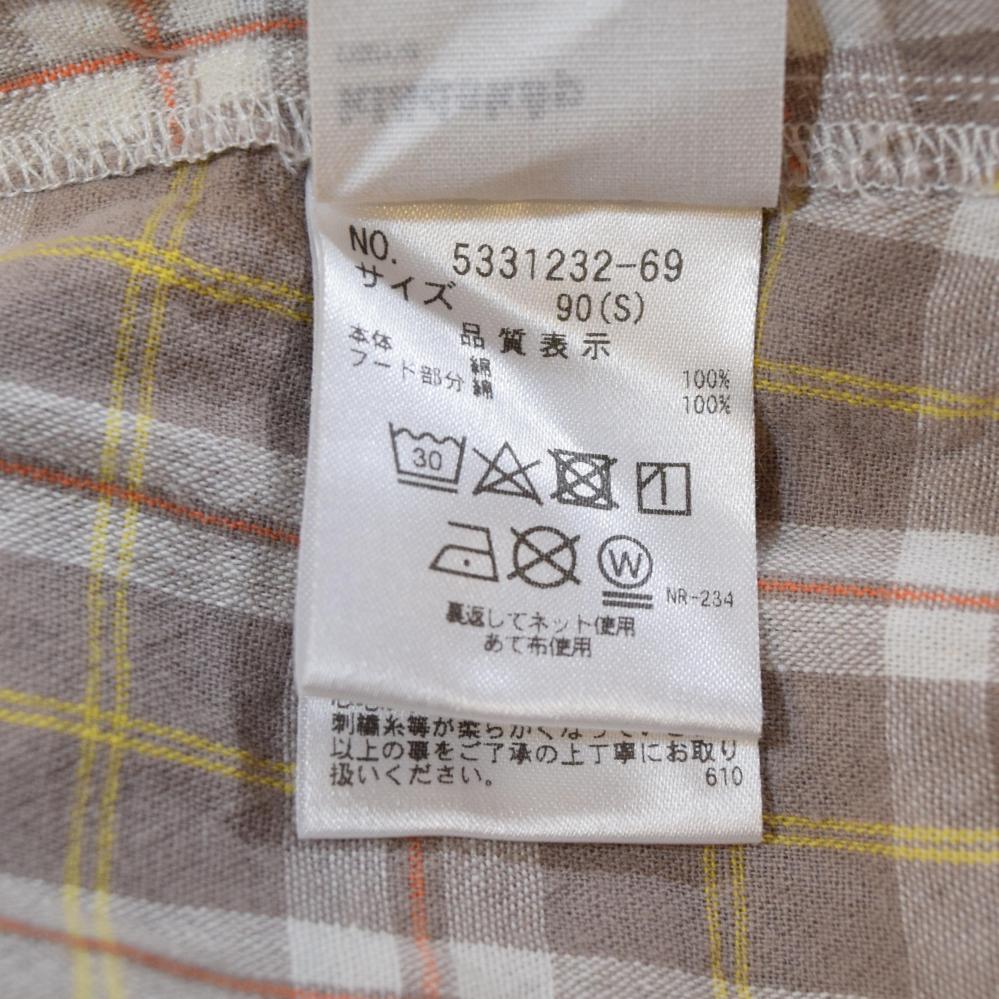 NO. 5331232-69
サイズ 90(S)
品質表示
本体 綿 100%
フード部分 綿 100%
30
W
NR-234
裏返してネット使用
あて布使用
刺繍糸等が柔らかくなって
以上の事をご了承の上丁寧にお取り
扱いください。
610